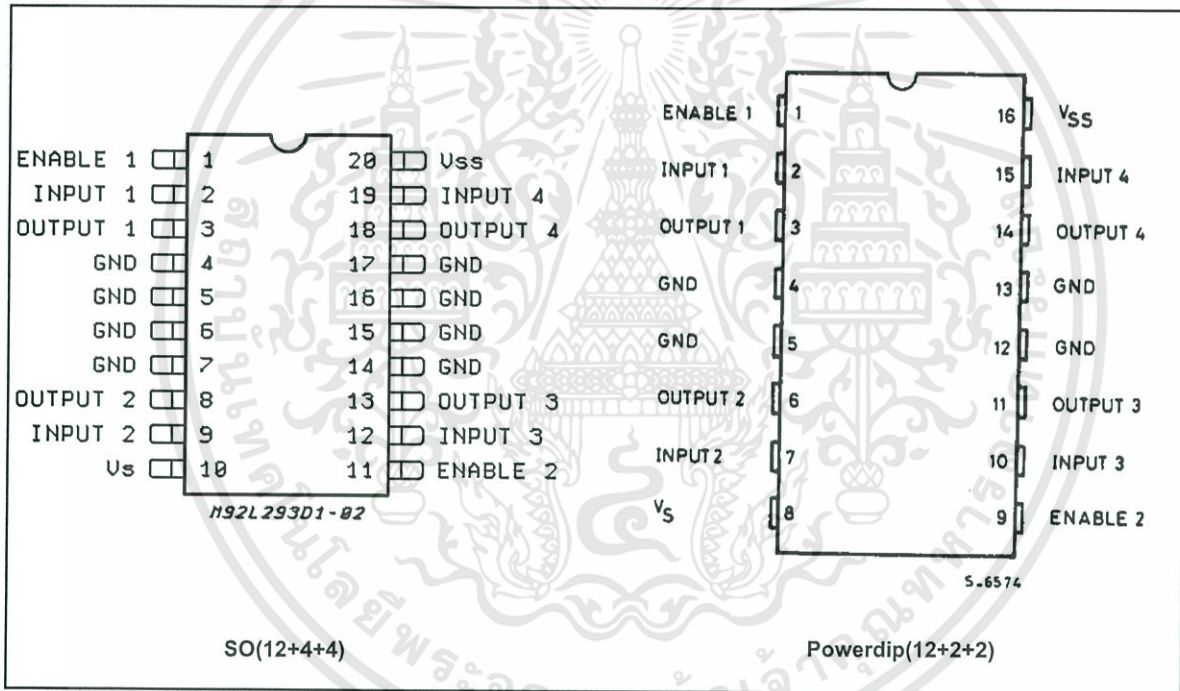 ENABLE 1 1 20 Vss
INPUT 1 2 19 INPUT 4
OUTPUT 1 3 18 OUTPUT 4
GND 4 17 GND
GND 5 16 GND
GND 6 15 GND
GND 7 14 GND
OUTPUT 2 8 13 OUTPUT 3
INPUT 2 9 12 INPUT 3
Vs 10 11 ENABLE 2
M92L293D1-02
SO(12+4+4)
ENABLE 1 1 16 VSS
INPUT 1 2 15 INPUT 4
OUTPUT 1 3 14 OUTPUT 4
GND 4 13 GND
GND 5 12 GND
OUTPUT 2 6 11 OUTPUT 3
INPUT 2 7 10 INPUT 3
VS 8 9 ENABLE 2
S-6574
Powerdip(12+2+2)